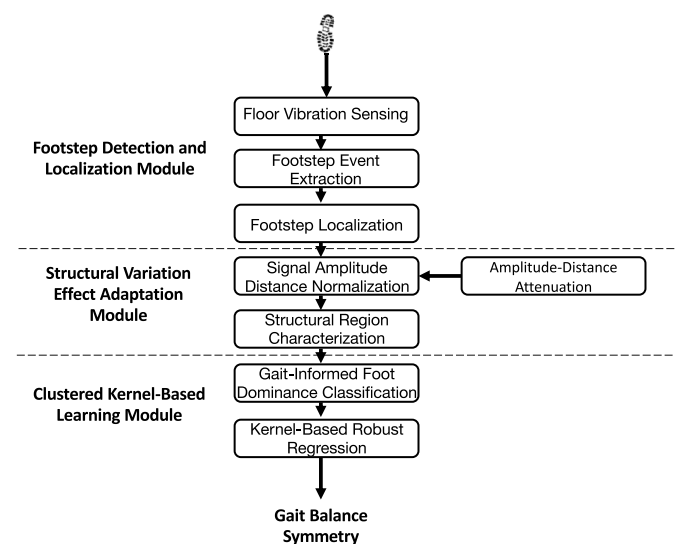 Floor Vibration Sensing
Footstep Detection and
Localization Module
Footstep Event
Extraction
Footstep Localization
Structural Variation
Effect Adaptation
Module
Signal Amplitude
Distance Normalization
Amplitude-Distance
Attenuation
Structural Region
Characterization
Clustered Kernel-Based
Learning Module
Gait-Informed Foot
Dominance Classification
Kernel-Based Robust
Regression
Gait Balance
Symmetry